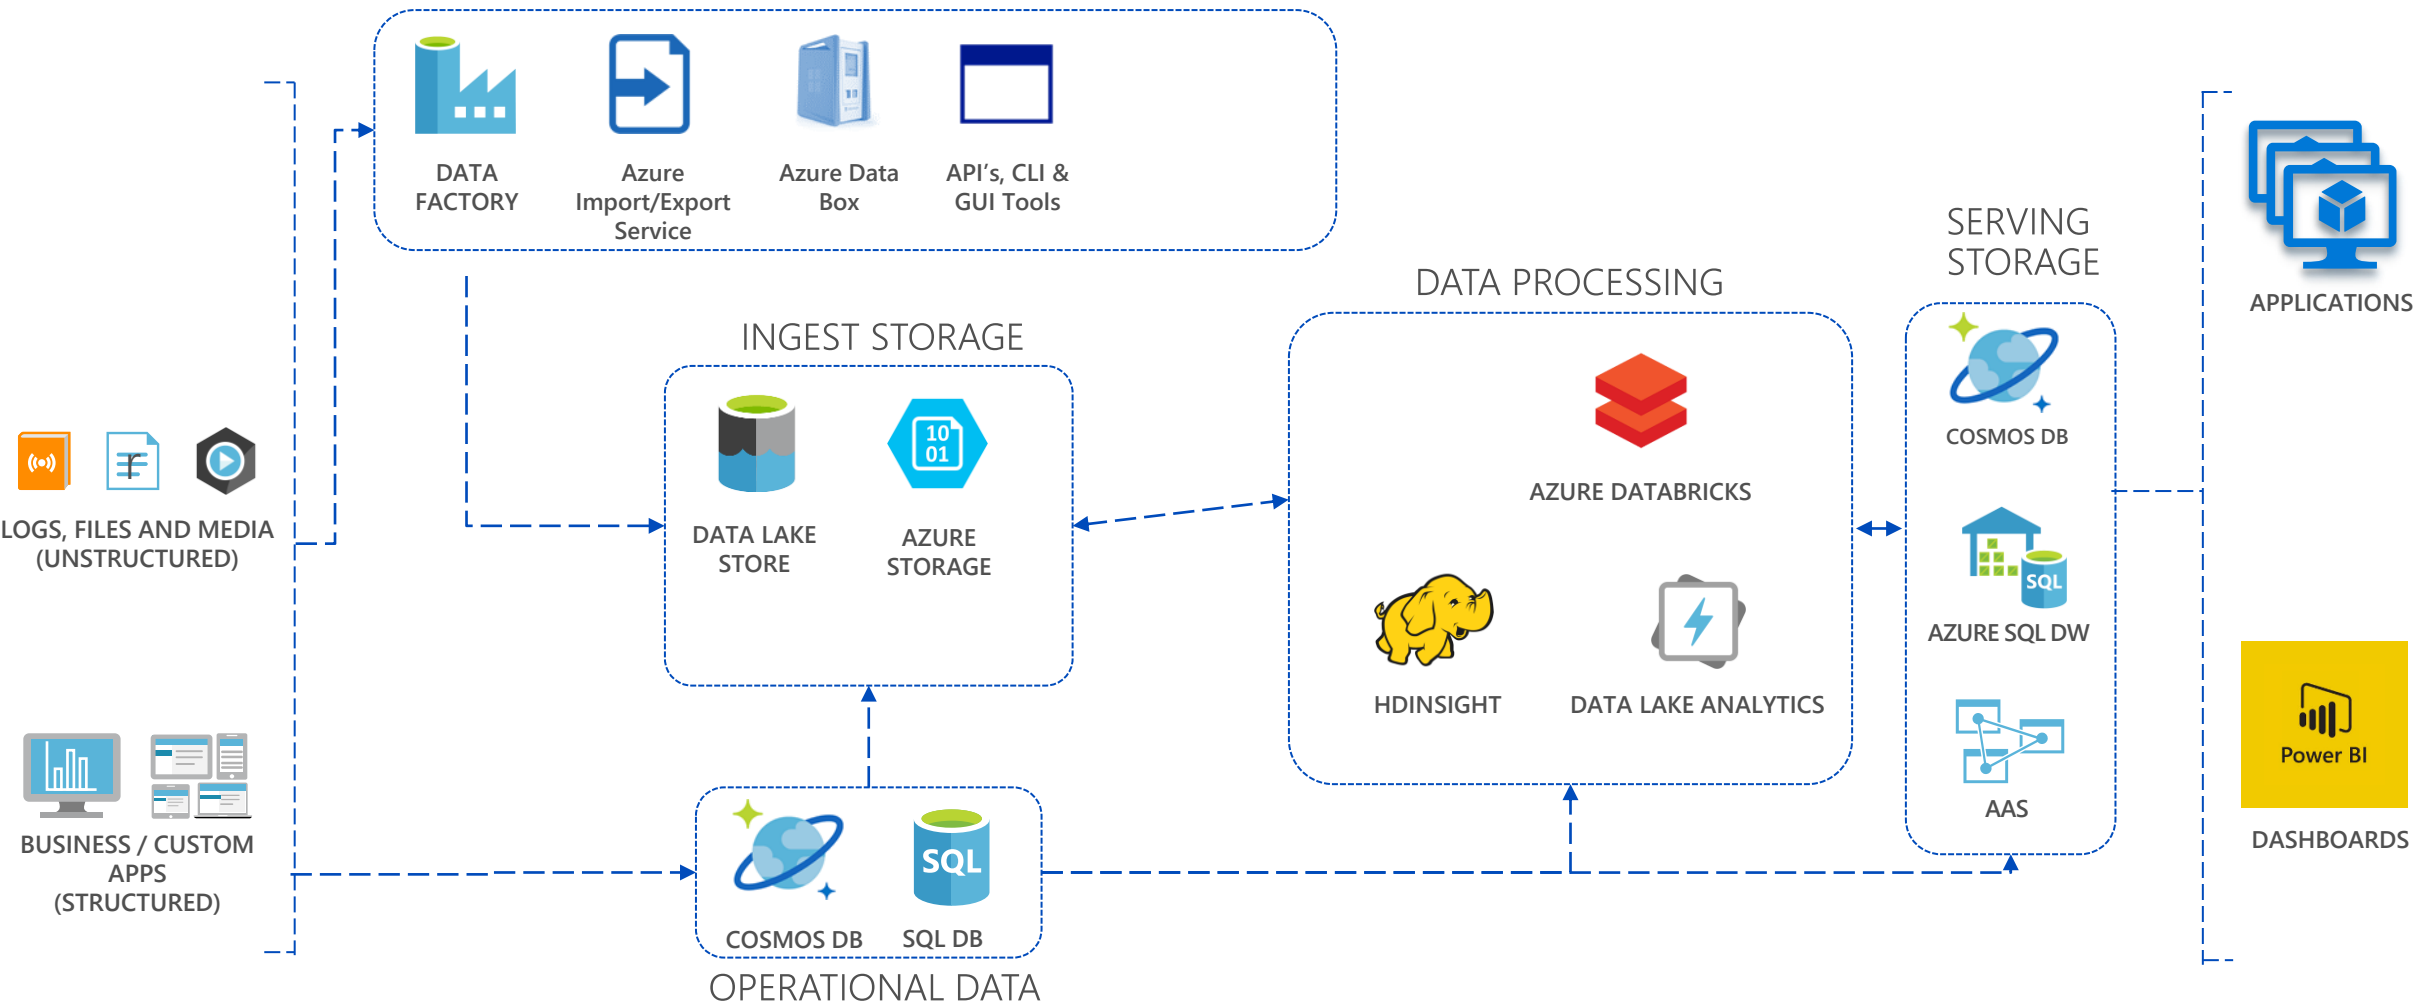 DATA
FACTORY
Azure
Import/Export
Service
Azure Data
Box
API's, CLI &
GUI Tools
LOGS, FILES AND MEDIA
(UNSTRUCTURED)
BUSINESS / CUSTOM
APPS
(STRUCTURED)
INGEST STORAGE
10
01
DATA LAKE
STORE
AZURE
STORAGE
SQL
COSMOS DB
SQL DB
OPERATIONAL DATA
DATA PROCESSING
AZURE DATABRICKS
HDINSIGHT
DATA LAKE ANALYTICS
SERVING
STORAGE
COSMOS DB
SQL
AZURE SQL DW
AAS
APPLICATIONS
Power BI
DASHBOARDS